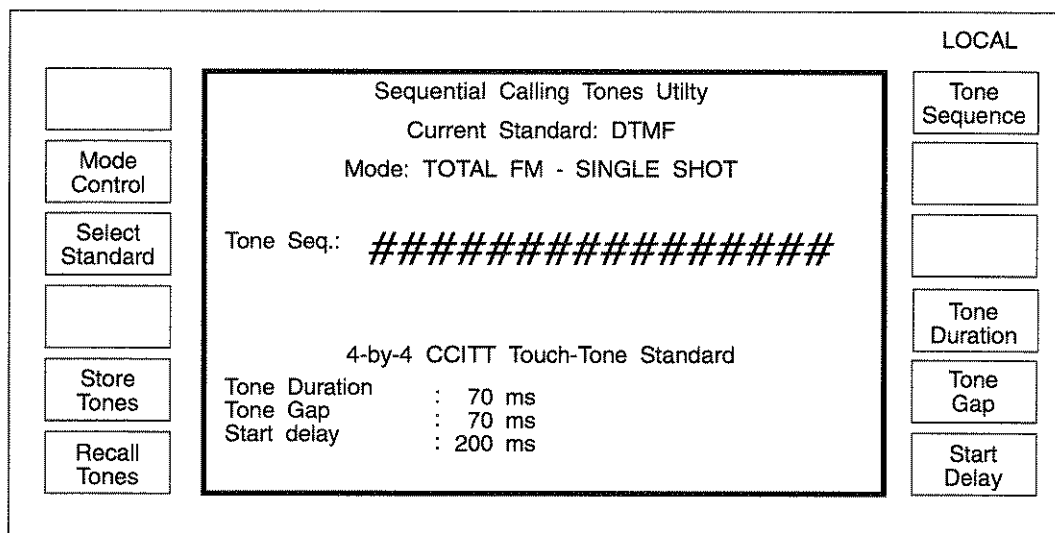 LOCAL
Mode
Control
Select
Standard
Store
Tones
Recall
Tones
Sequential Calling Tones Utilty
Current Standard: DTMF
Mode: TOTAL FM - SINGLE SHOT
Tone Seq.: ################
4-by-4 CCITT Touch-Tone Standard
Tone Duration : 70 ms
Tone Gap : 70 ms
Start delay : 200 ms
Tone
Sequence
Tone
Duration
Tone
Gap
Start
Delay